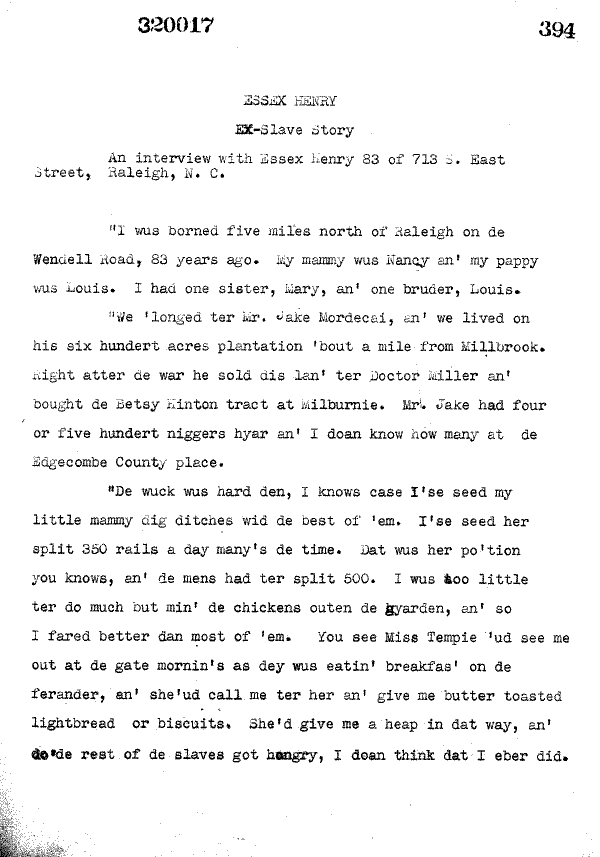 320017
394
ESSEX HENRY
EX-Slave Story
An interview with Essex Henry 83 of 713 S. East
Street, Raleigh, N. C.
"I wus borned five miles north of Raleigh on de
Wendell Road, 83 years ago. My mammy wus Nancy an' my pappy
wus Louis. I had one sister, Mary, an' one bruder, Louis.
"We 'longed ter Mr. Jake Mordecai, an' we lived on
his six hundert acres plantation 'bout a mile from Millbrook.
Right atter de war he sold dis lan' ter Doctor Miller an'
bought de Betsy Hinton tract at Milburnie. Mr. Jake had four
or five hundert niggers hyar an' I doan know how many at de
Edgecombe County place.
"De wuck wus hard den, I knows case I'se seed my
little mammy dig ditches wid de best of 'em. I'se seed her
split 350 rails a day many's de time. Dat wus her po'tion
you knows, an' de mens had ter split 500. I wus too little
ter do much but min' de chickens outen de gyarden, an' so
I fared better dan most of 'em. You see Miss Tempie 'ud see me
out at de gate mornin's as dey wus eatin' breakfas' on de
ferander, an' she'ud call me ter her an' give me butter toasted
lightbread or biscuits. She'd give me a heap in dat way, an'
do de rest of de slaves got hongry, I doan think dat I eber did.